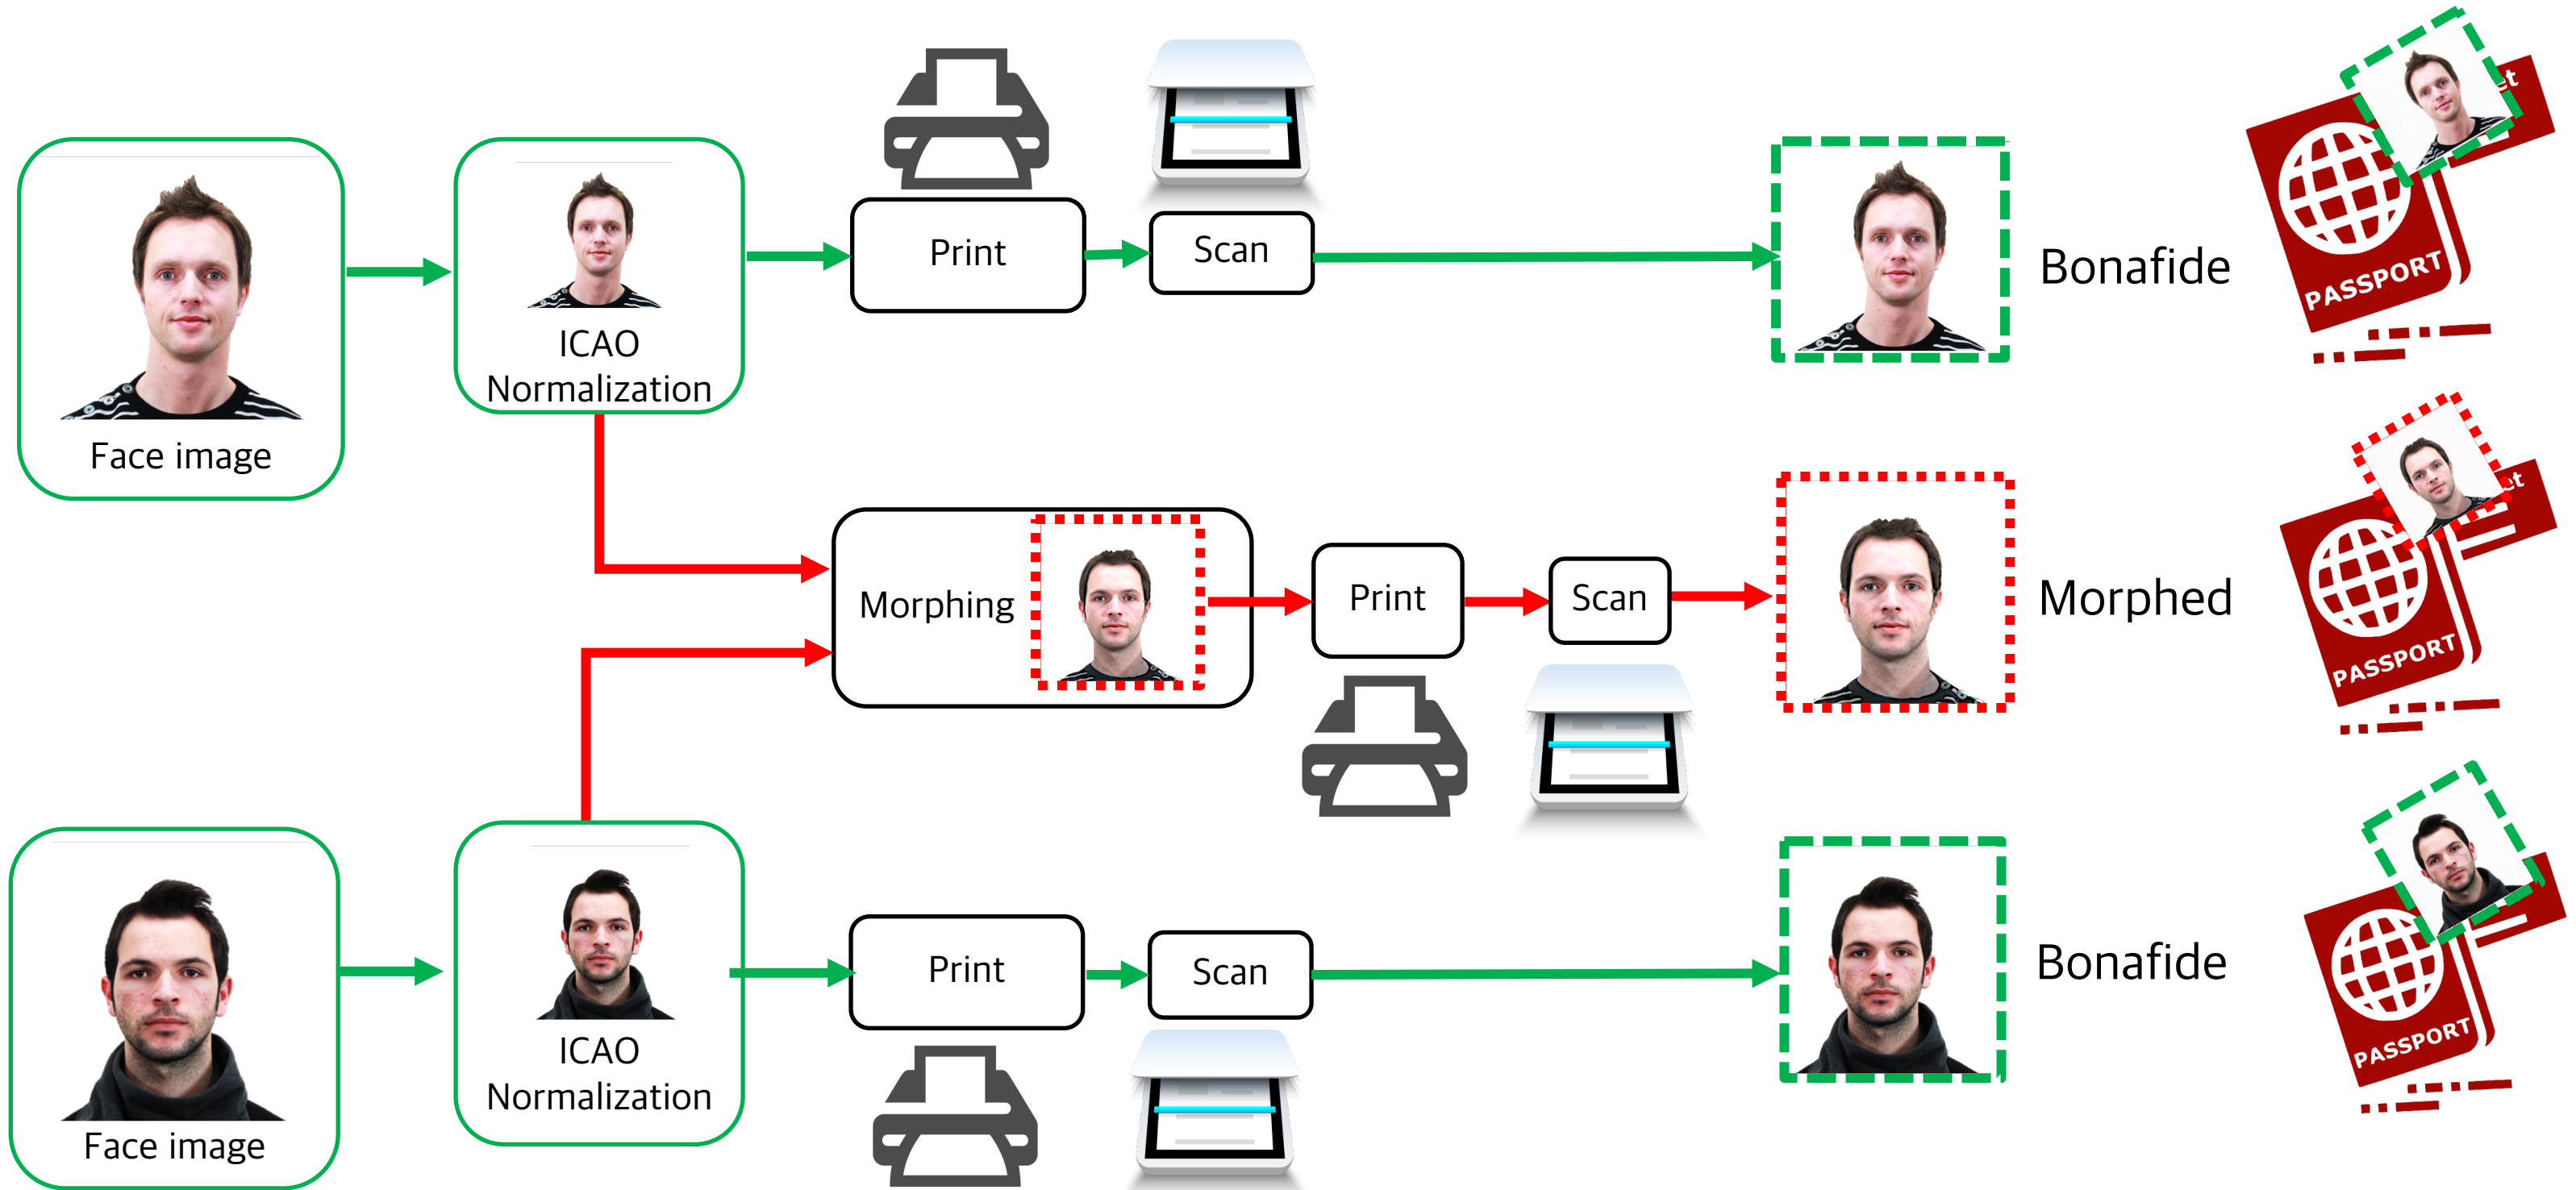 Face image
ICAO
Normalization
Print
Scan
Bonafide
PASSPORT
Morphing
Print
Scan
Morphed
PASSPORT
Face image
ICAO
Normalization
Print
Scan
Bonafide
PASSPORT